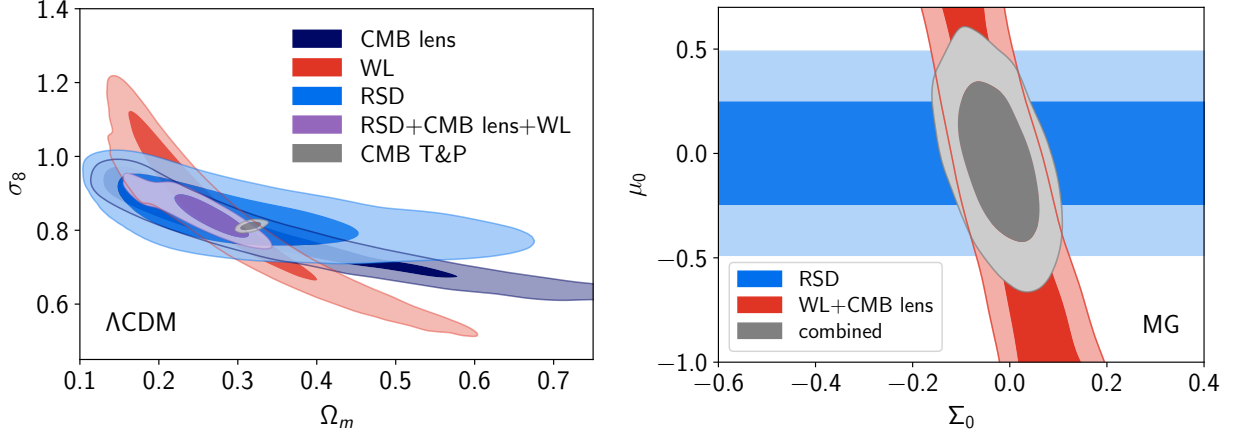 1.4
1.2
1.0
0.8
0.6
σ8
CMB lens
WL
RSD
RSD+CMB lens+WL
CMB T&P
ΛCDM
0.1 0.2 0.3 0.4 0.5 0.6 0.7
Ωm
0.5
0.0
−0.5
−1.0
μ0
RSD
WL+CMB lens
combined
MG
−0.6 −0.4 −0.2 0.0 0.2 0.4
Σ0